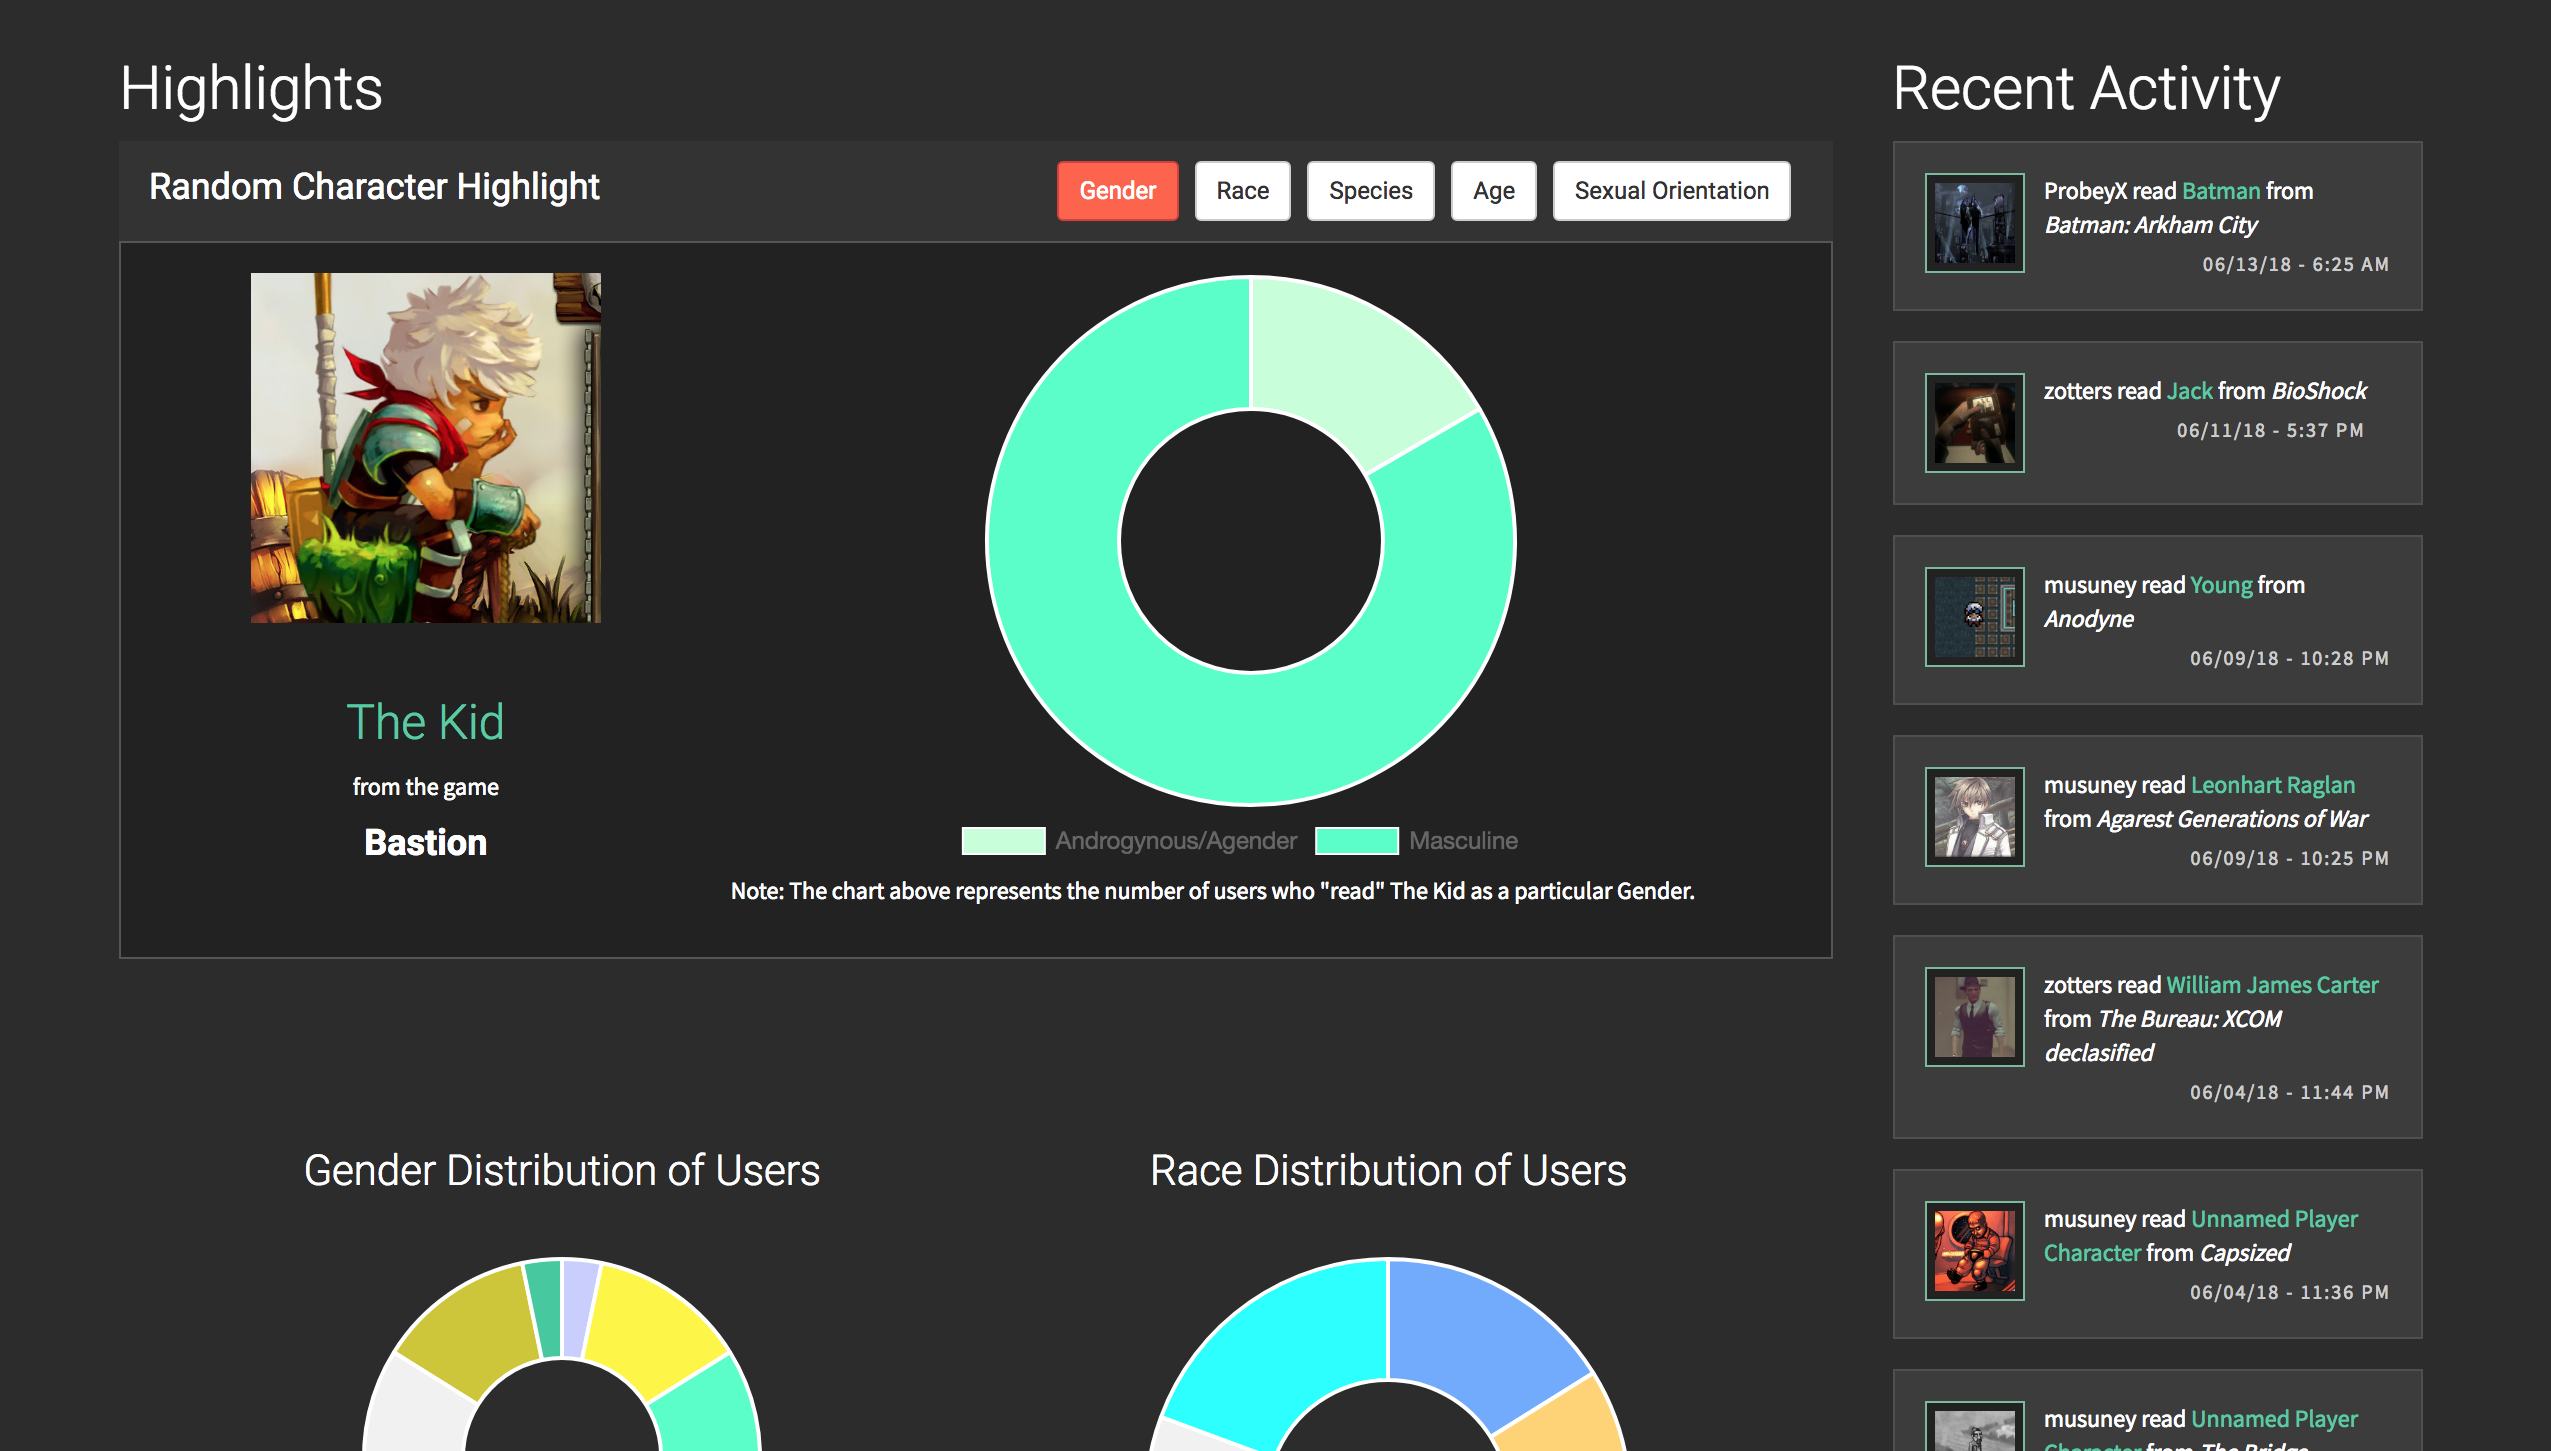 Highlights
Random Character Highlight
Gender
Race
Species
Age
Sexual Orientation
The Kid
from the game
Bastion
Androgynous/Agender
Masculine
Note: The chart above represents the number of users who "read" The Kid as a particular Gender.
Gender Distribution of Users
Race Distribution of Users
Recent Activity
ProbeyX read Batman from
Batman: Arkham City
06/13/18 - 6:25 AM
zotters read Jack from BioShock
06/11/18 - 5:37 PM
musuney read Young from
Anodyne
06/09/18 - 10:28 PM
musuney read Leonhart Raglan
from Agarest Generations of War
06/09/18 - 10:25 PM
zotters read William James Carter
from The Bureau: XCOM
declasified
06/04/18 - 11:44 PM
musuney read Unnamed Player
Character from Capsized
06/04/18 - 11:36 PM
musuney read Unnamed Player
Character from The Bridge